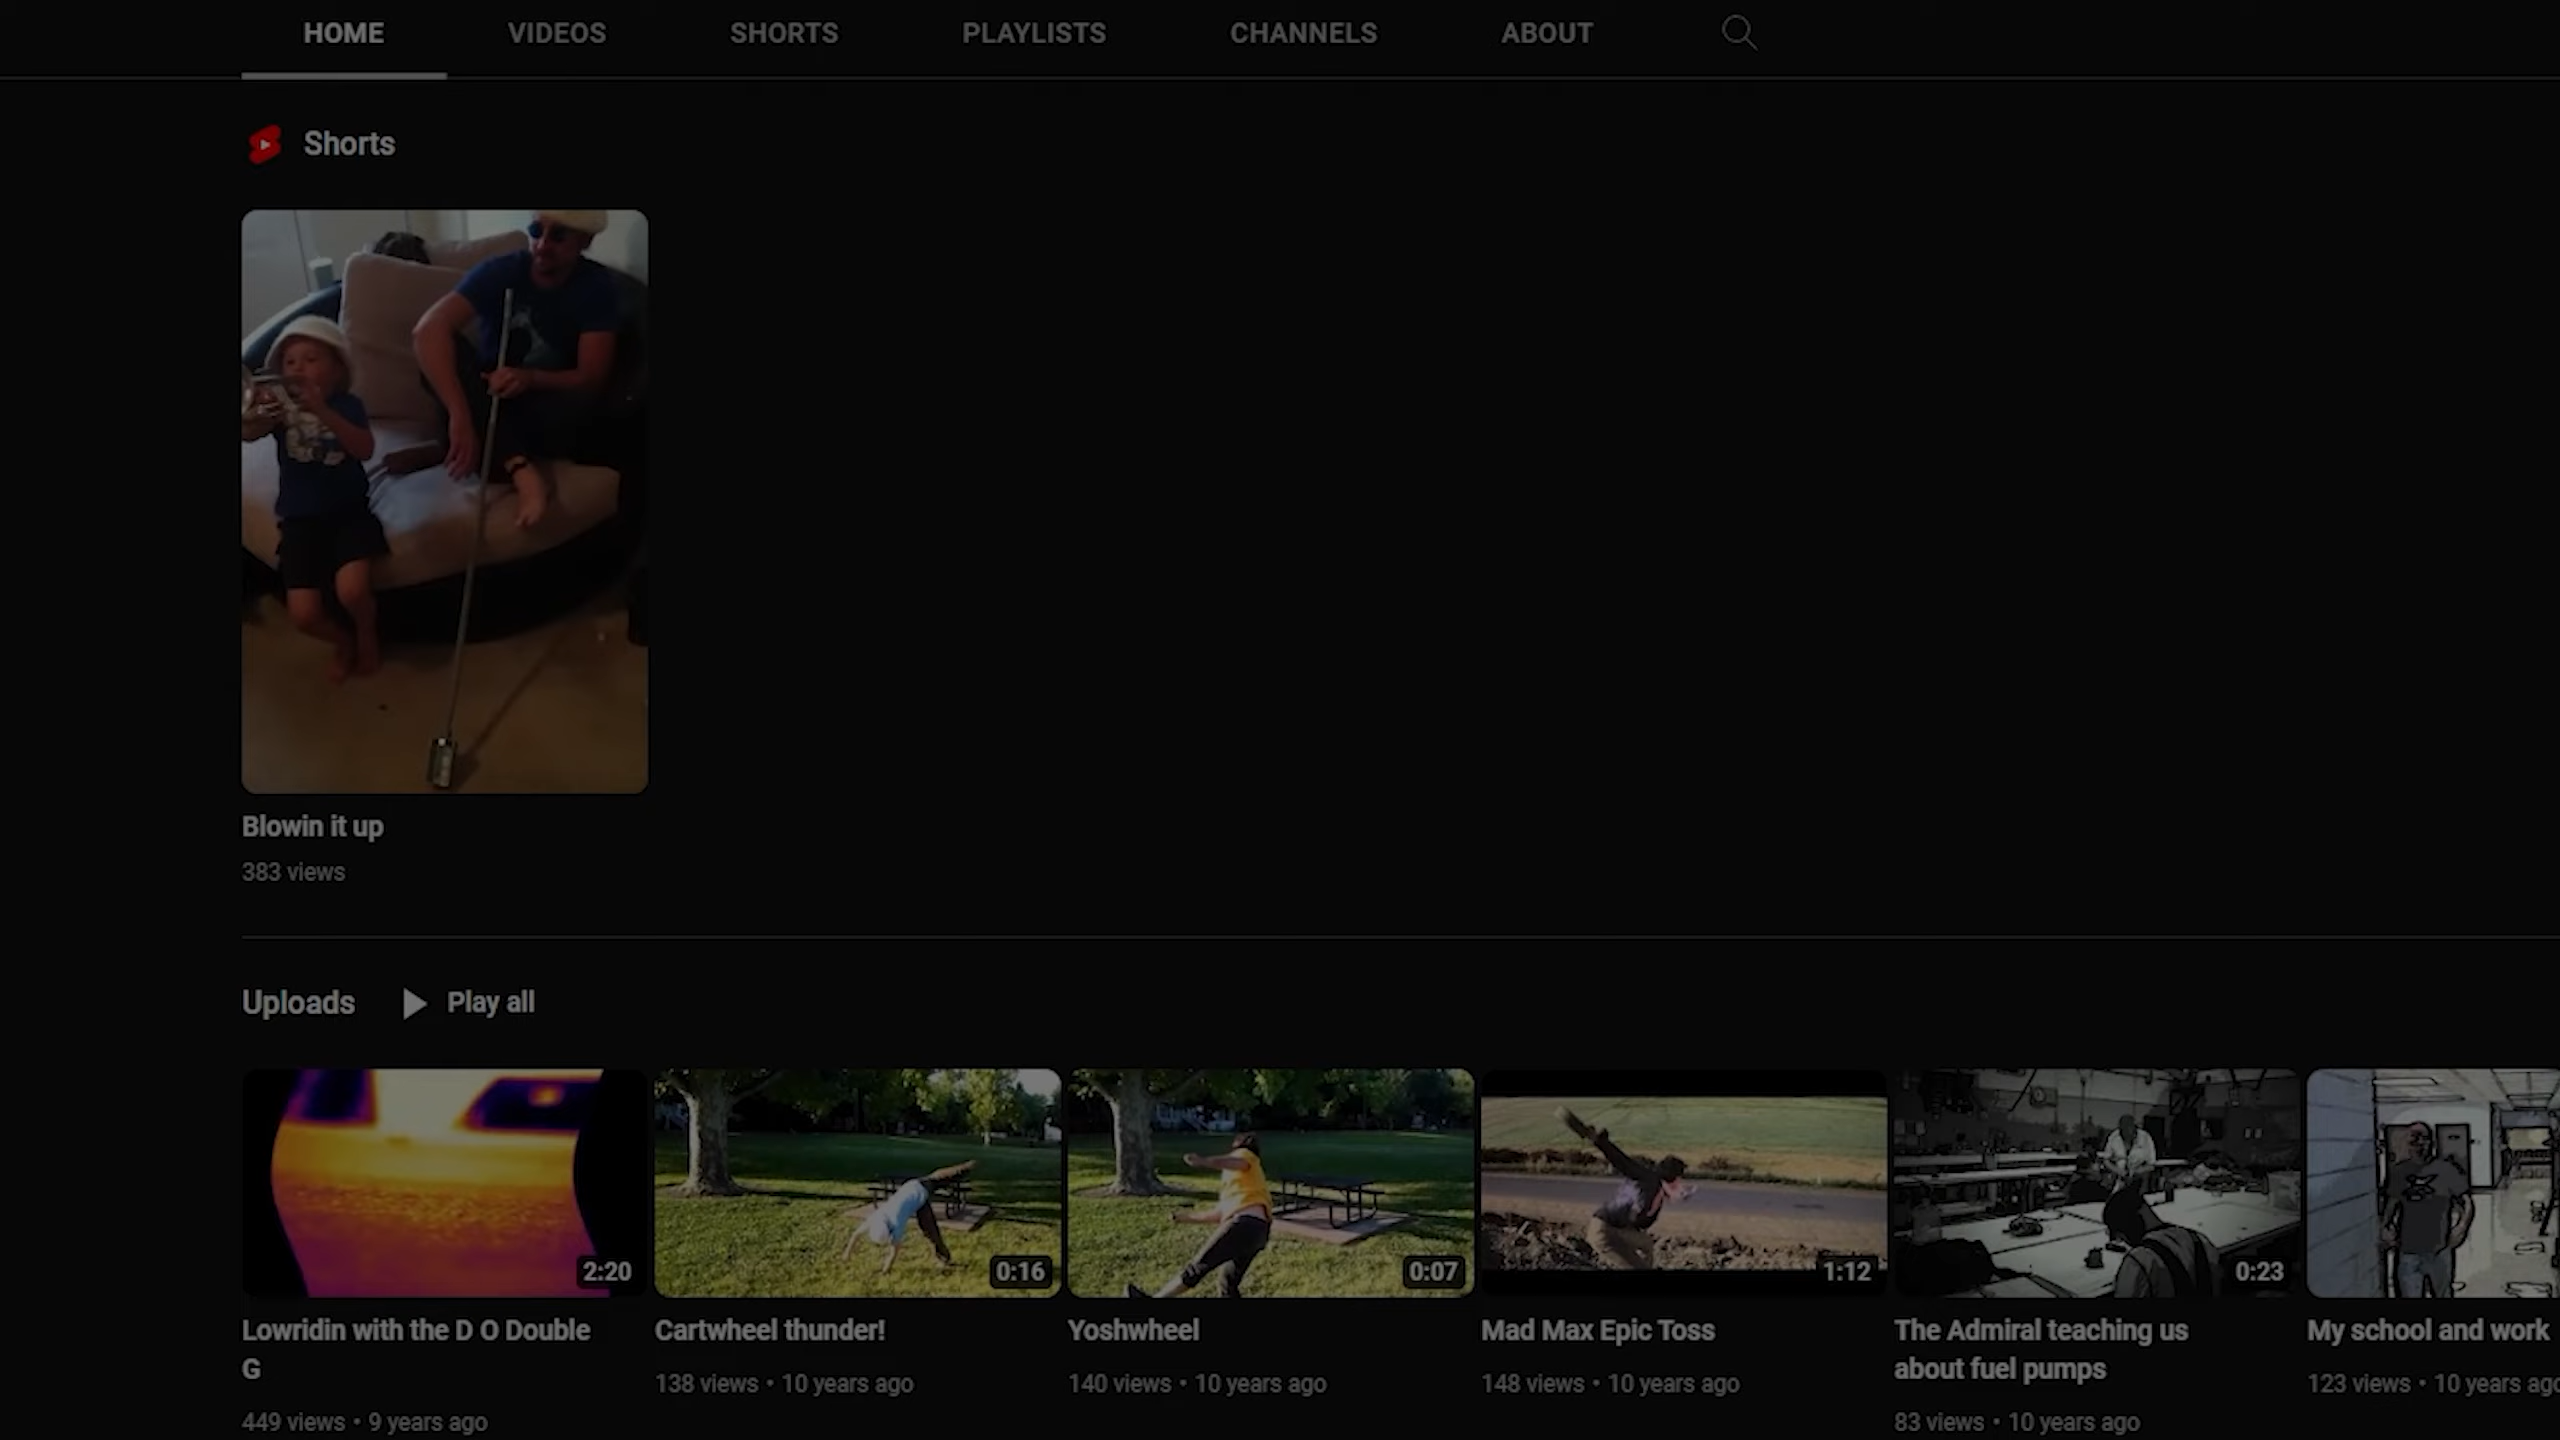 HOME VIDEOS SHORTS PLAYLISTS CHANNELS ABOUT
Shorts
Blowin it up
383 views
Uploads Play all
2:20 0:16 0:07 1:12 0:23
Lowridin with the D O Double
G
449 views • 9 years ago
Cartwheel thunder!
138 views • 10 years ago
Yoshwheel
140 views • 10 years ago
Mad Max Epic Toss
148 views • 10 years ago
The Admiral teaching us
about fuel pumps
83 views • 10 years ago
My school and work
123 views • 10 years ago